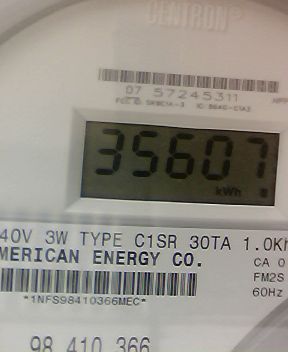 CENTRON®
07 57245311
35607
kWh
40V 3W TYPE C1SR 30TA 1.0Kh
MERICAN ENERGY CO.
CA 0
FM2S
60Hz
*1NFS98410366MEC*
98 410 366